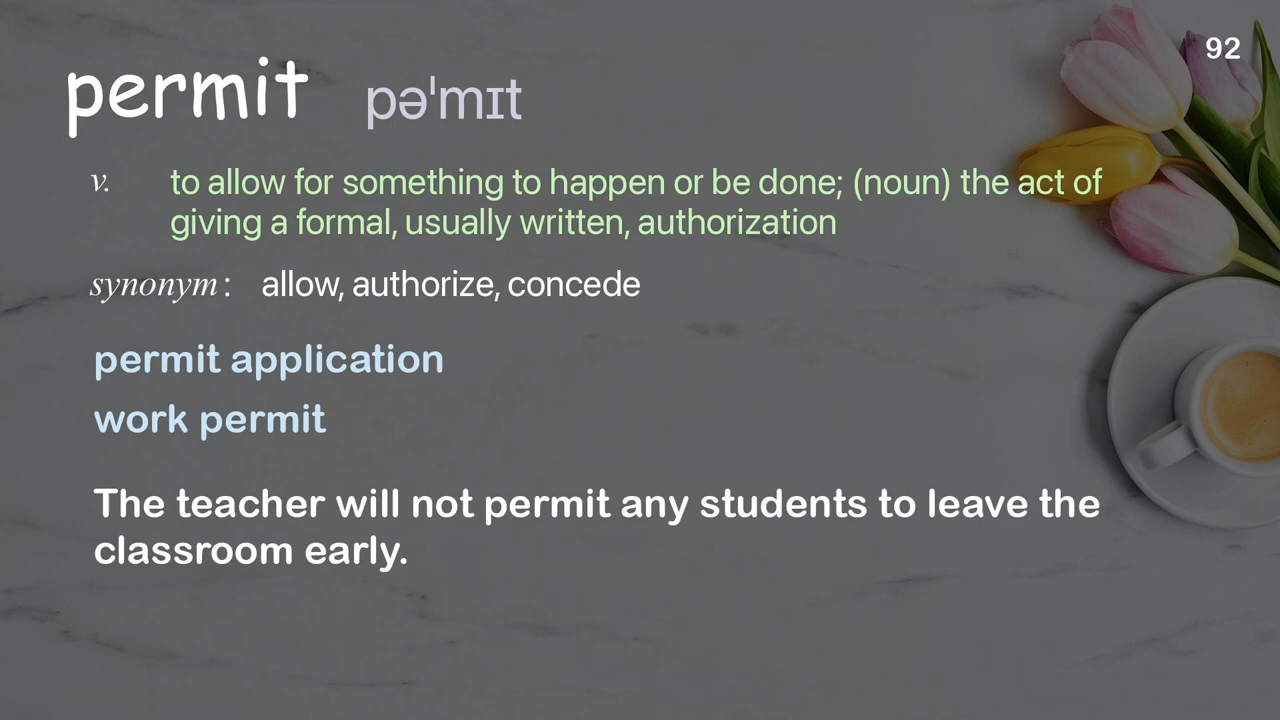 92
permit pə'mɪt
v. to allow for something to happen or be done; (noun) the act of
giving a formal, usually written, authorization
synonym: allow, authorize, concede
permit application
work permit
The teacher will not permit any students to leave the
classroom early.